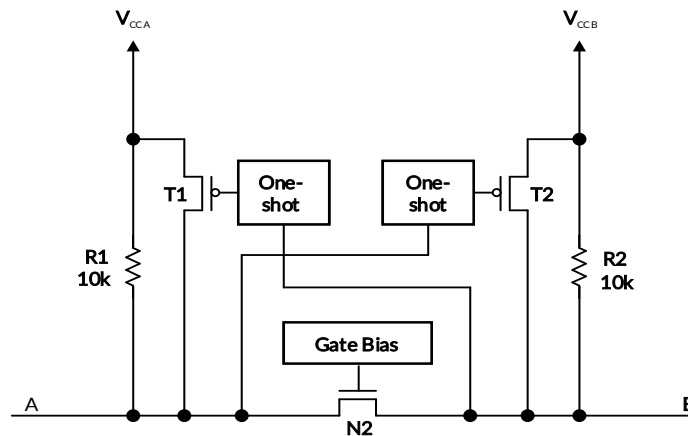 VCCA
VCCB
T1
One-
shot
One-
shot
T2
R1
10k
R2
10k
Gate Bias
A
N2